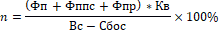 n = (Фп + Фппс + Фпр) * Кв / Вс − Сбос × 100%